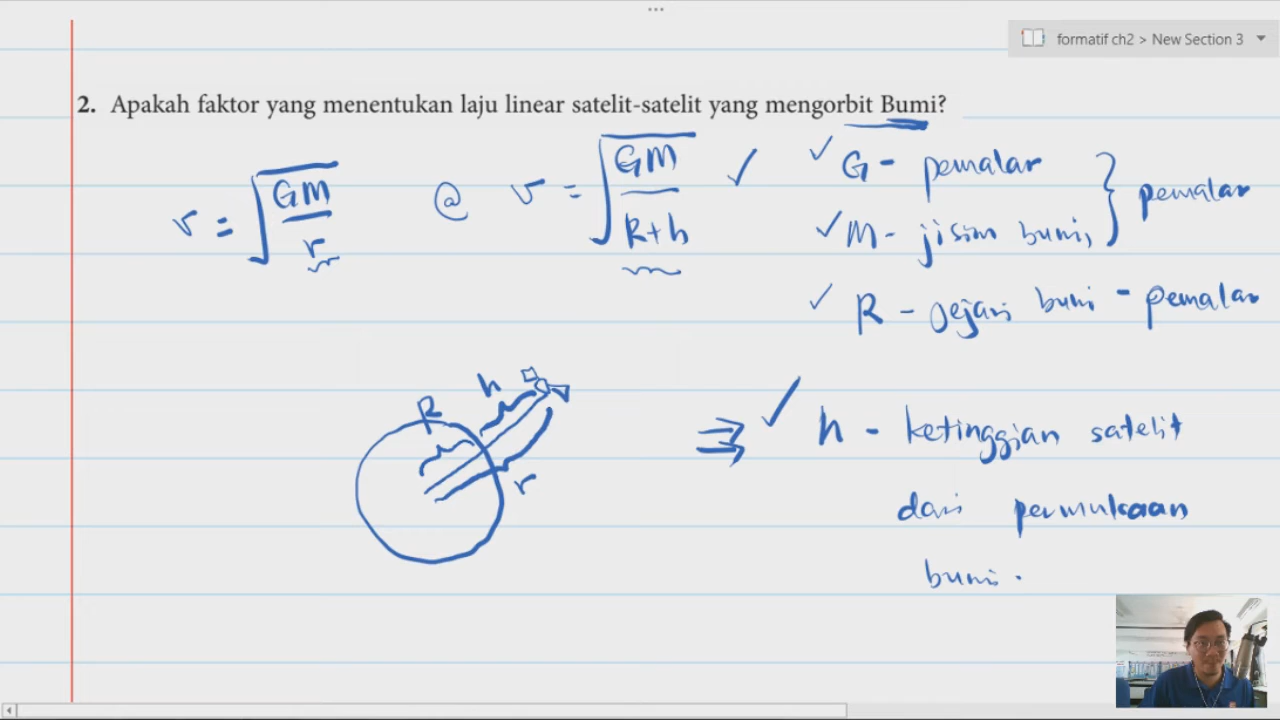 formatif ch2 > New Section 3
2. Apakah faktor yang menentukan laju linear satelit-satelit yang mengorbit Bumi?
v = √(GM/r) @ v = √(GM/(R+h)) ✓
✓ G - pemalar
✓ M - jisim bumi } pemalar
✓ R - jejari bumi - pemalar
R h r
⇒ ✓ h - ketinggian satelit
dari permukaan
bumi.